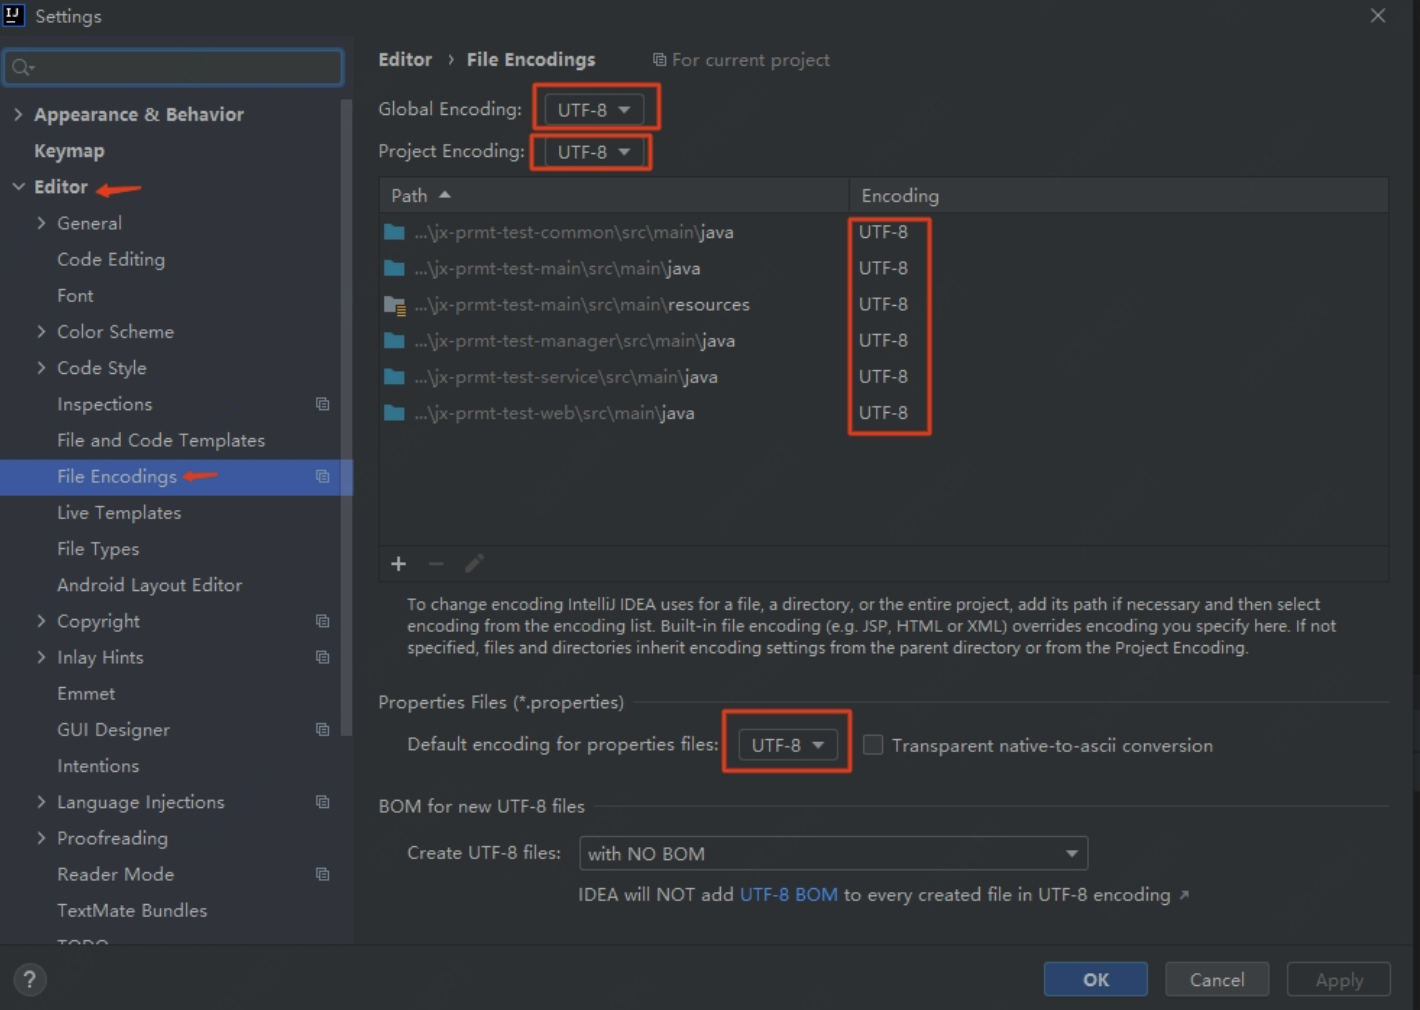 Settings
Appearance & Behavior
Keymap
Editor
General
Code Editing
Font
Color Scheme
Code Style
Inspections
File and Code Templates
File Encodings
Live Templates
File Types
Android Layout Editor
Copyright
Inlay Hints
Emmet
GUI Designer
Intentions
Language Injections
Proofreading
Reader Mode
TextMate Bundles
TODO
Editor › File Encodings For current project
Global Encoding: UTF-8
Project Encoding: UTF-8
Path Encoding
...\jx-prmt-test-common\src\main\java UTF-8
...\jx-prmt-test-main\src\main\java UTF-8
...\jx-prmt-test-main\src\main\resources UTF-8
...\jx-prmt-test-manager\src\main\java UTF-8
...\jx-prmt-test-service\src\main\java UTF-8
...\jx-prmt-test-web\src\main\java UTF-8
To change encoding IntelliJ IDEA uses for a file, a directory, or the entire project, add its path if necessary and then select
encoding from the encoding list. Built-in file encoding (e.g. JSP, HTML or XML) overrides encoding you specify here. If not
specified, files and directories inherit encoding settings from the parent directory or from the Project Encoding.
Properties Files (*.properties)
Default encoding for properties files: UTF-8 Transparent native-to-ascii conversion
BOM for new UTF-8 files
Create UTF-8 files: with NO BOM
IDEA will NOT add UTF-8 BOM to every created file in UTF-8 encoding ↗
? OK Cancel Apply